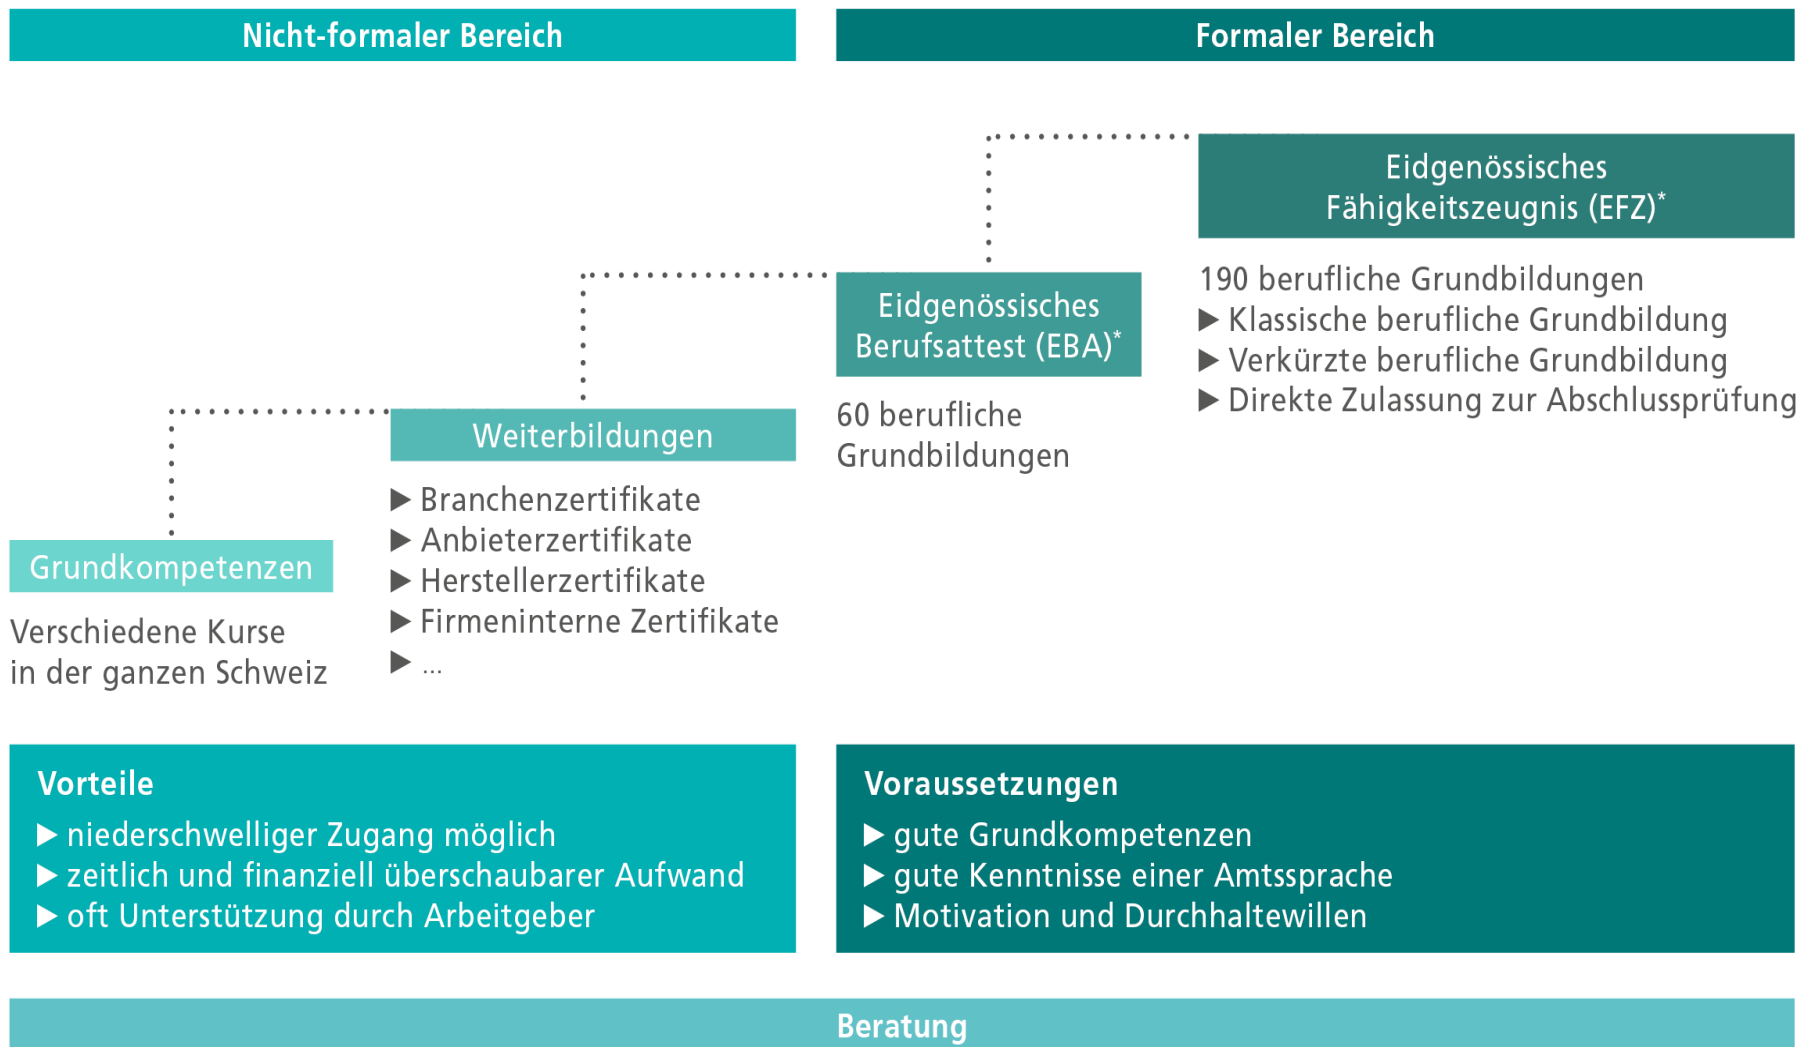 Nicht-formaler Bereich
Formaler Bereich
Eidgenössisches
Fähigkeitszeugnis (EFZ)*
190 berufliche Grundbildungen
▶ Klassische berufliche Grundbildung
▶ Verkürzte berufliche Grundbildung
▶ Direkte Zulassung zur Abschlussprüfung
Eidgenössisches
Berufsattest (EBA)*
60 berufliche
Grundbildungen
Weiterbildungen
▶ Branchenzertifikate
▶ Anbieterzertifikate
▶ Herstellerzertifikate
▶ Firmeninterne Zertifikate
▶ ...
Grundkompetenzen
Verschiedene Kurse
in der ganzen Schweiz
Vorteile
▶ niederschwelliger Zugang möglich
▶ zeitlich und finanziell überschaubarer Aufwand
▶ oft Unterstützung durch Arbeitgeber
Voraussetzungen
▶ gute Grundkompetenzen
▶ gute Kenntnisse einer Amtssprache
▶ Motivation und Durchhaltewillen
Beratung